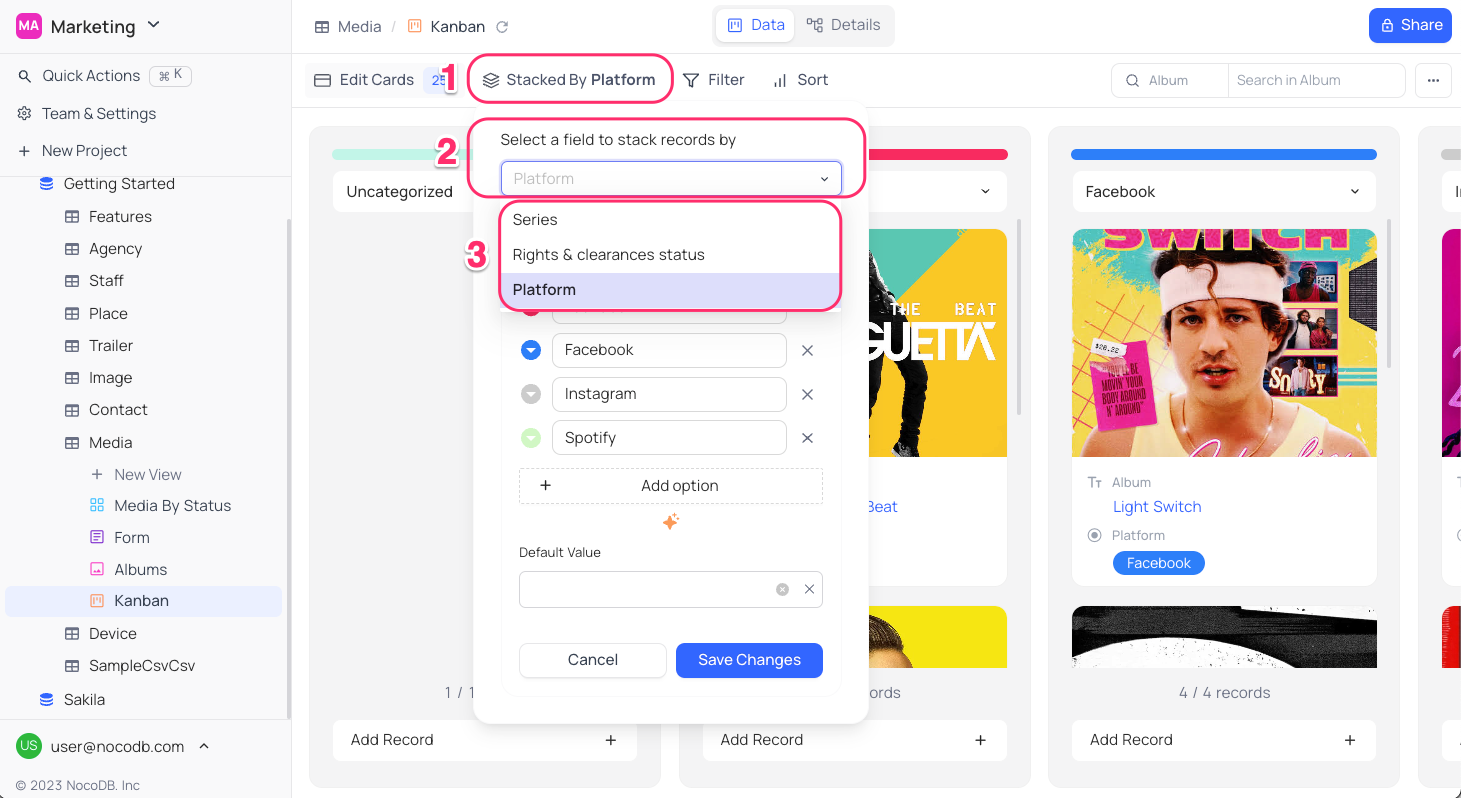 MA Marketing
Quick Actions ⌘ K
Team & Settings
+ New Project
Getting Started
Features
Agency
Staff
Place
Trailer
Image
Contact
Media
+ New View
Media By Status
Form
Albums
Kanban
Device
SampleCsvCsv
Sakila
US user@nocodb.com
© 2023 NocoDB. Inc
Media / Kanban
Data
Details
Share
Edit Cards 25
1
Stacked By Platform
Filter
Sort
Album
Search in Album
2
Select a field to stack records by
Platform
3
Series
Rights & clearances status
Platform
Facebook
Instagram
Spotify
+ Add option
Default Value
Cancel
Save Changes
Uncategorized
1 / 1
Add Record +
THE BEAT
GUETTA
Beat
Add Record +
Facebook
SWITCH
$28.22
YOU'LL BE
MOVIN' YOUR
BODY AROUND
N' AROUND"
Album
Light Switch
Platform
Facebook
4 / 4 records
Add Record +